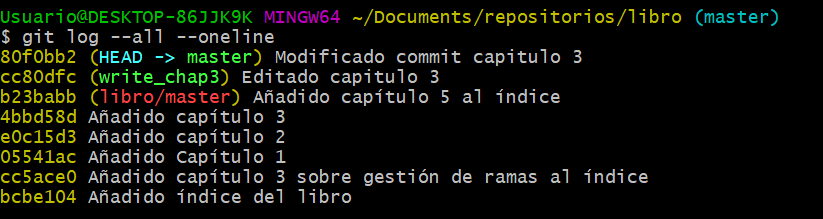 Usuario@DESKTOP-86JJK9K MINGW64 ~/Documents/repositorios/libro (master)
$ git log --all --oneline
80f0bb2 (HEAD -> master) Modificado commit capitulo 3
cc80dfc (write_chap3) Editado capitulo 3
b23babb (libro/master) Añadido capítulo 5 al índice
4bbd58d Añadido capítulo 3
e0c15d3 Añadido capítulo 2
05541ac Añadido Capítulo 1
cc5ace0 Añadido capítulo 3 sobre gestión de ramas al índice
bcbe104 Añadido índice del libro